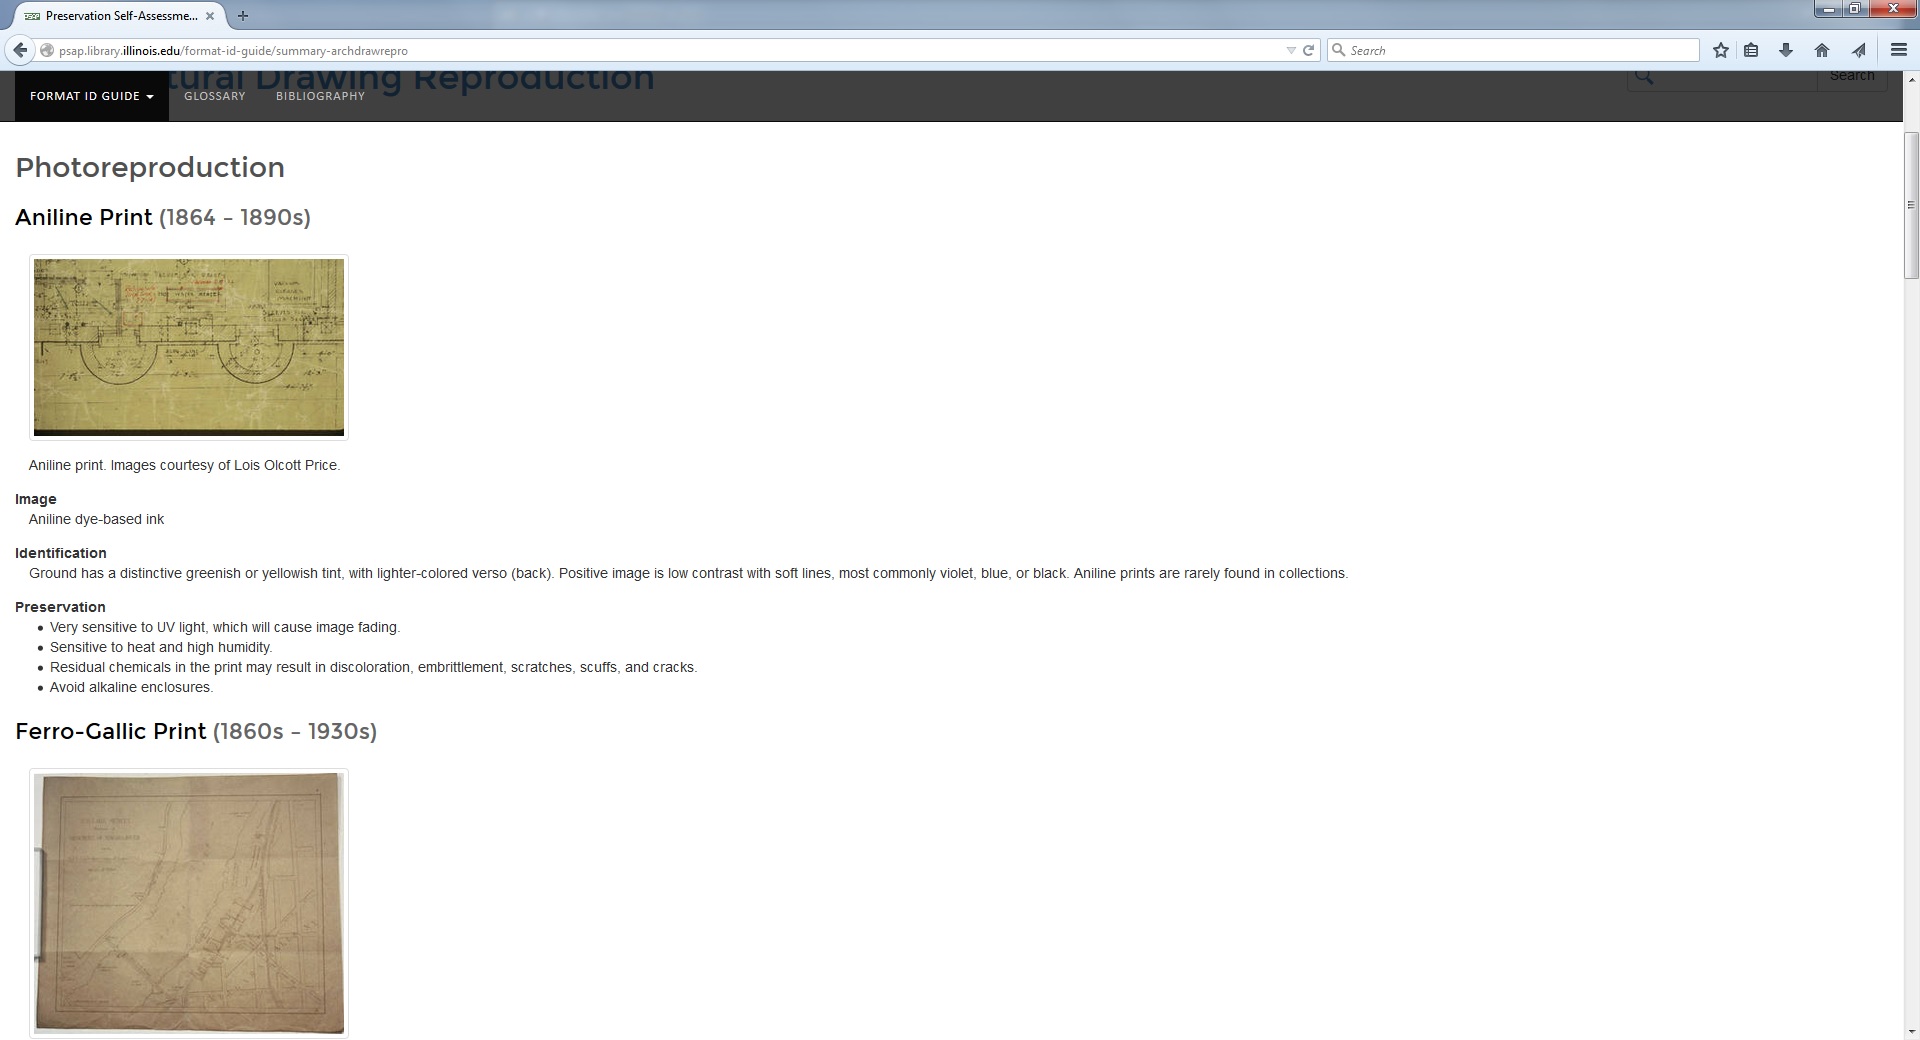 Preservation Self-Assessme...
psap.library.illinois.edu/format-id-guide/summary-archdrawrepro
Search
tural Drawing Reproduction
Search
FORMAT ID GUIDE
GLOSSARY
BIBLIOGRAPHY
Photoreproduction
Aniline Print (1864 – 1890s)
Aniline print. Images courtesy of Lois Olcott Price.
Image
Aniline dye-based ink
Identification
Ground has a distinctive greenish or yellowish tint, with lighter-colored verso (back). Positive image is low contrast with soft lines, most commonly violet, blue, or black. Aniline prints are rarely found in collections.
Preservation
• Very sensitive to UV light, which will cause image fading.
• Sensitive to heat and high humidity.
• Residual chemicals in the print may result in discoloration, embrittlement, scratches, scuffs, and cracks.
• Avoid alkaline enclosures.
Ferro-Gallic Print (1860s – 1930s)